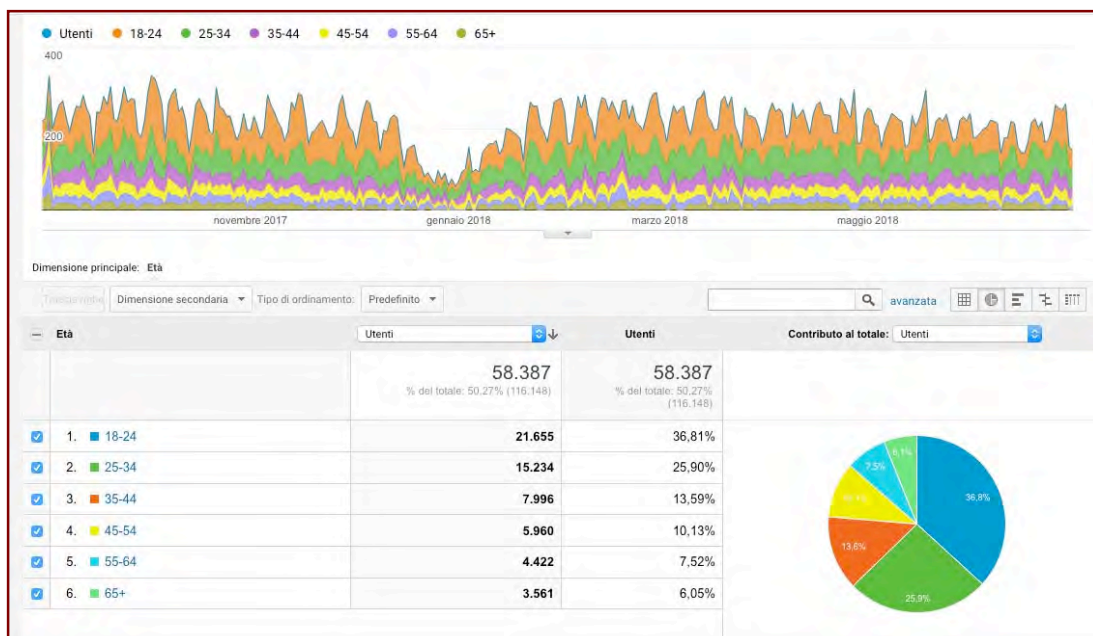 Utenti 18-24 25-34 35-44 45-54 55-64 65+
400
200
novembre 2017 gennaio 2018 marzo 2018 maggio 2018
Dimensione principale: Età
Dimensione secondaria Tipo di ordinamento: Predefinito avanzata
Età Utenti Utenti Contributo al totale: Utenti
58.387 58.387
% del totale: 50,27% (116.148) % del totale: 50,27%
(116.148)
1. 18-24 21.655 36,81%
2. 25-34 15.234 25,90%
3. 35-44 7.996 13,59%
4. 45-54 5.960 10,13%
5. 55-64 4.422 7,52%
6. 65+ 3.561 6,05%
6,1%
7,5%
36,8%
13,6%
25,9%